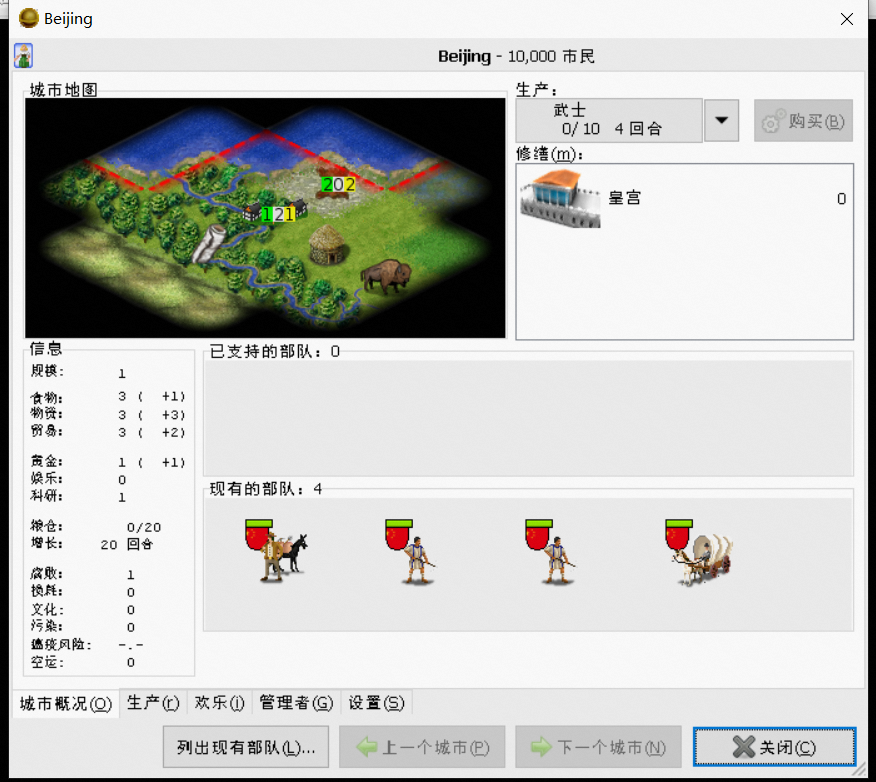 Beijing
Beijing - 10,000 市民
城市地图
202
121
生产:
武士
0/10 4 回合
购买(B)
修缮(m):
皇宫 0
信息
规模: 1
食物: 3 ( +1)
物资: 3 ( +3)
贸易: 3 ( +2)
黄金: 1 ( +1)
娱乐: 0
科研: 1
粮仓: 0/20
增长: 20 回合
腐败: 1
损耗: 0
文化: 0
污染: 0
瘟疫风险: -.-
空运: 0
已支持的部队: 0
现有的部队: 4
城市概况(O) 生产(r) 欢乐(i) 管理者(G) 设置(S)
列出现有部队(L)... 上一个城市(P) 下一个城市(N) 关闭(C)